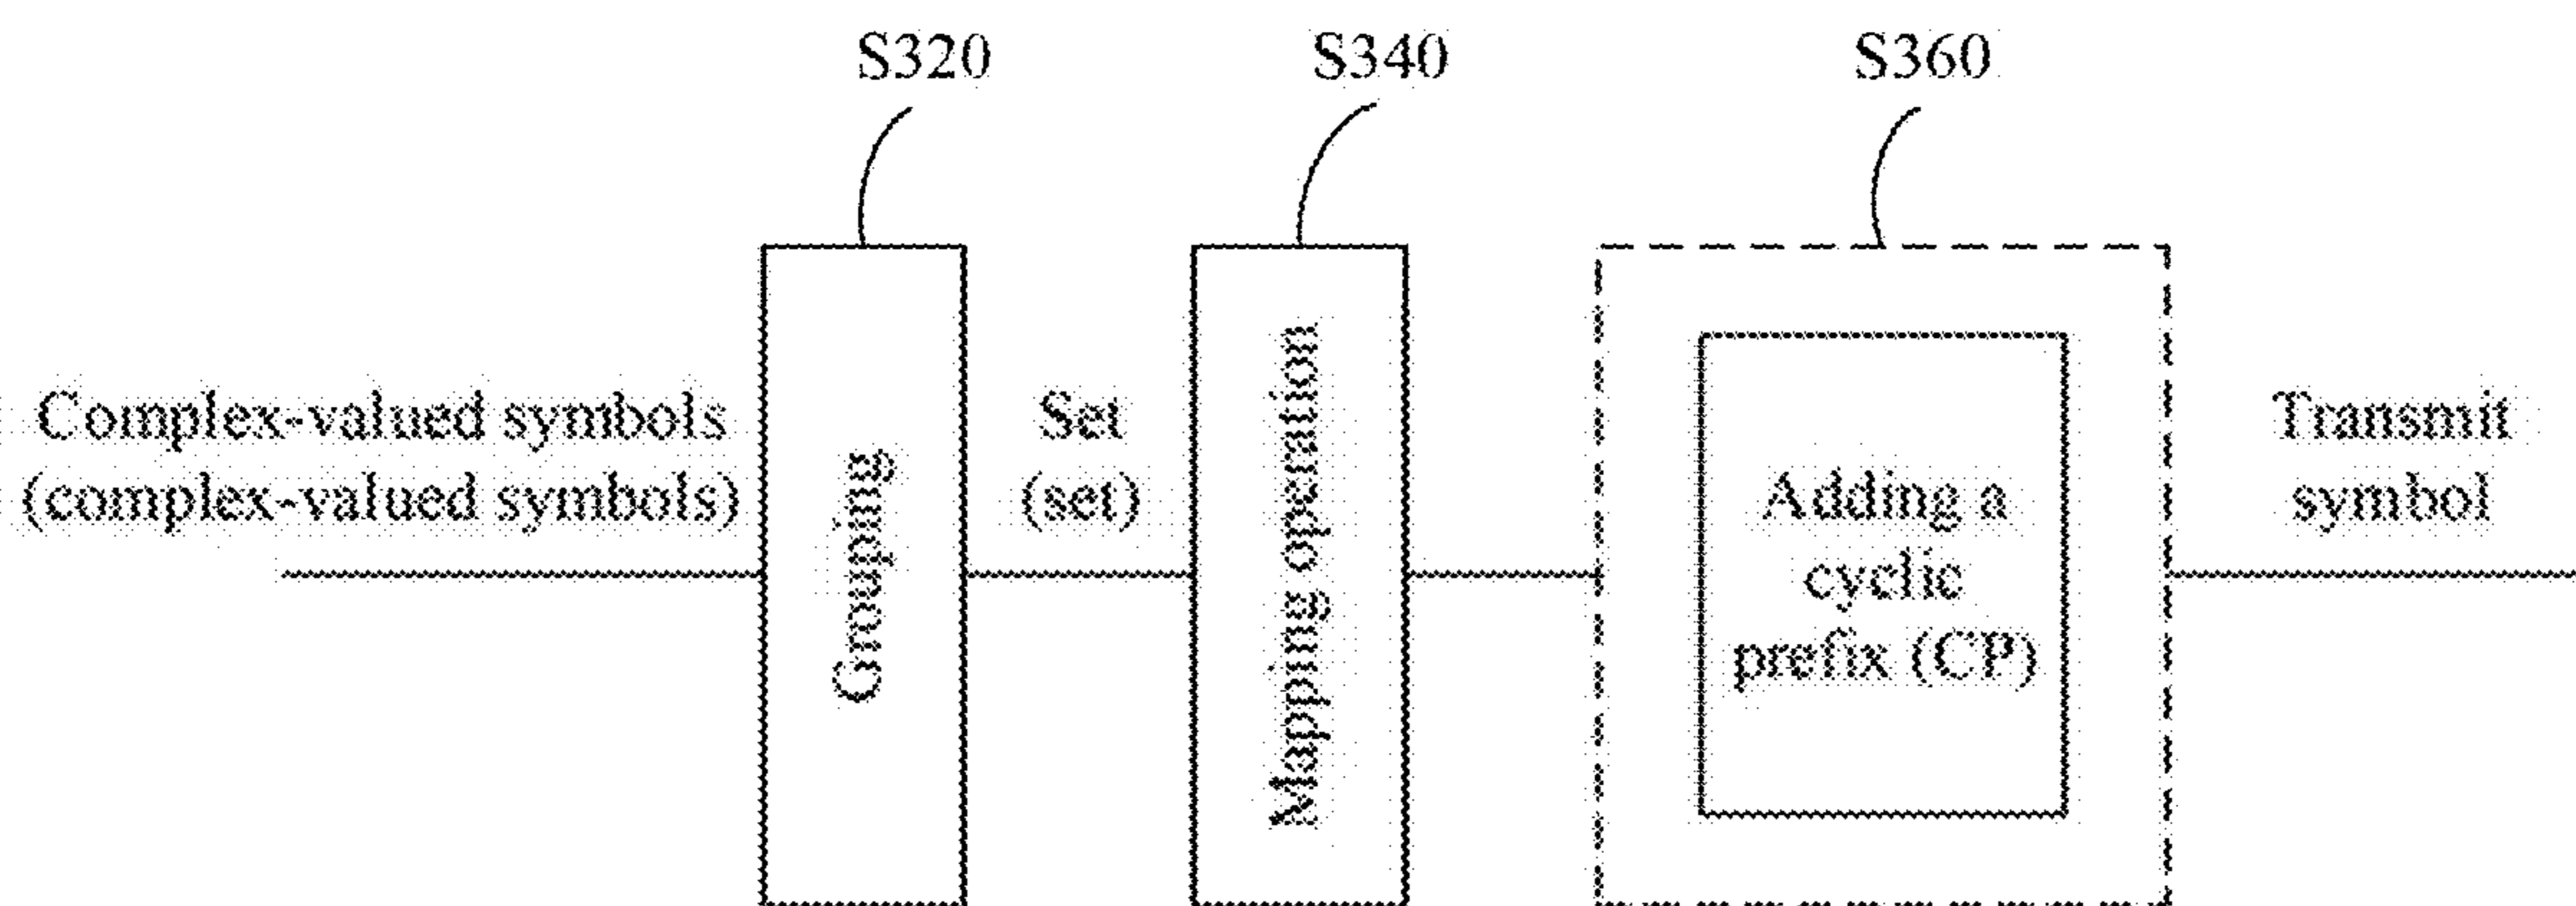 S320
S340
S360
Complex-valued symbols
(complex-valued symbols)
Grouping
Set
(set)
Mapping operation
Adding a
cyclic
prefix (CP)
Transmit
symbol